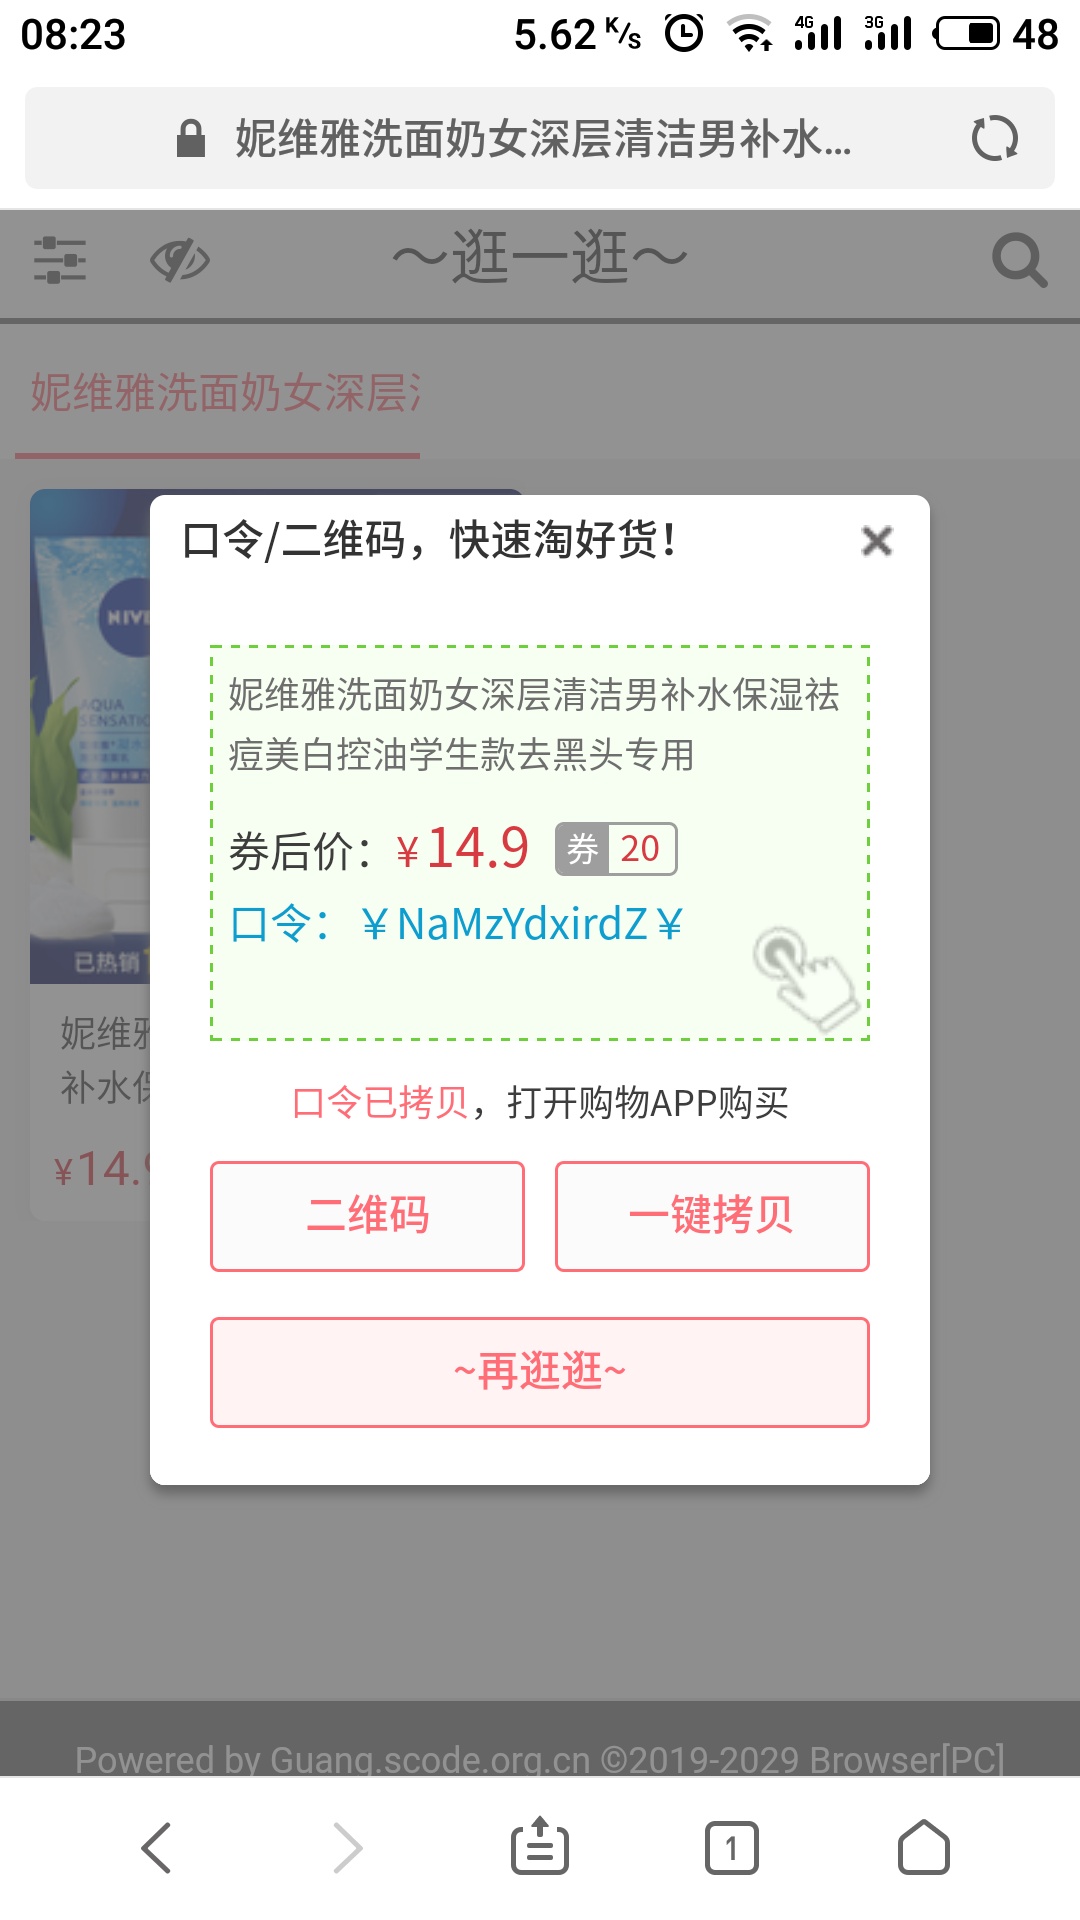 08:23
5.62 K/s
4G
3G
48
妮维雅洗面奶女深层清洁男补水...
～逛一逛～
妮维雅洗面奶女深层
口令/二维码，快速淘好货！
妮维雅洗面奶女深层清洁男补水保湿祛
痘美白控油学生款去黑头专用
券后价：¥14.9 券 20
口令：￥NaMzYdxirdZ￥
口令已拷贝，打开购物APP购买
二维码
一键拷贝
~再逛逛~
AQUA
已热销
妮维
补水
¥14.
Powered by Guang.scode.org.cn ©2019-2029 Browser[PC]
1